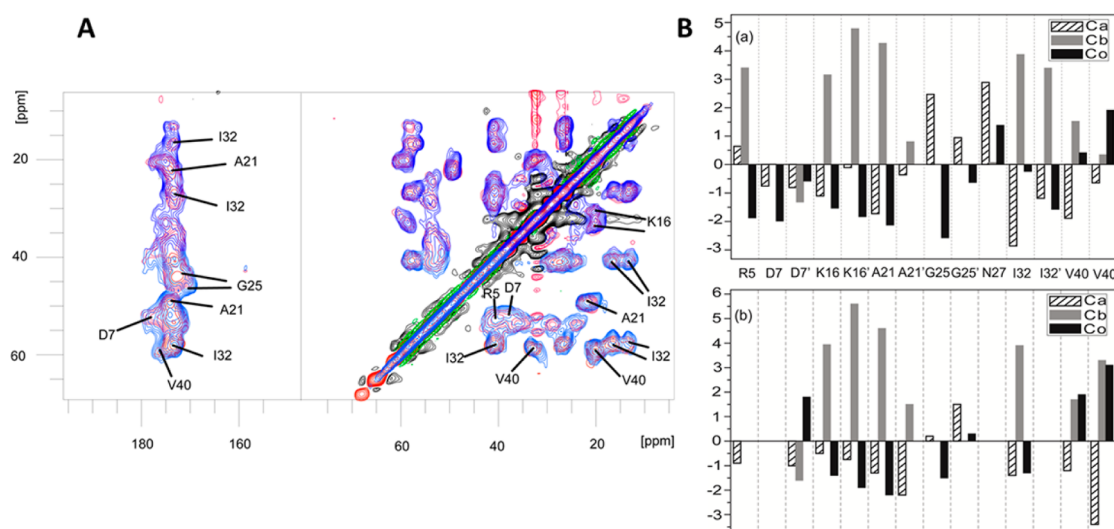 A
[ppm]
20
40
60
I32
A21
I32
G25
A21
D7
I32
V40
K16
R5 D7
I32
A21
I32
V40
I32
V40
180
160
60
40
20
[ppm]
B
(a)
Ca
Cb
Co
5
4
3
2
1
0
-1
-2
-3
R5 D7 D7' K16 K16' A21 A21' G25 G25' N27 I32 I32' V40 V40'
(b)
Ca
Cb
Co
6
5
4
3
2
1
0
-1
-2
-3